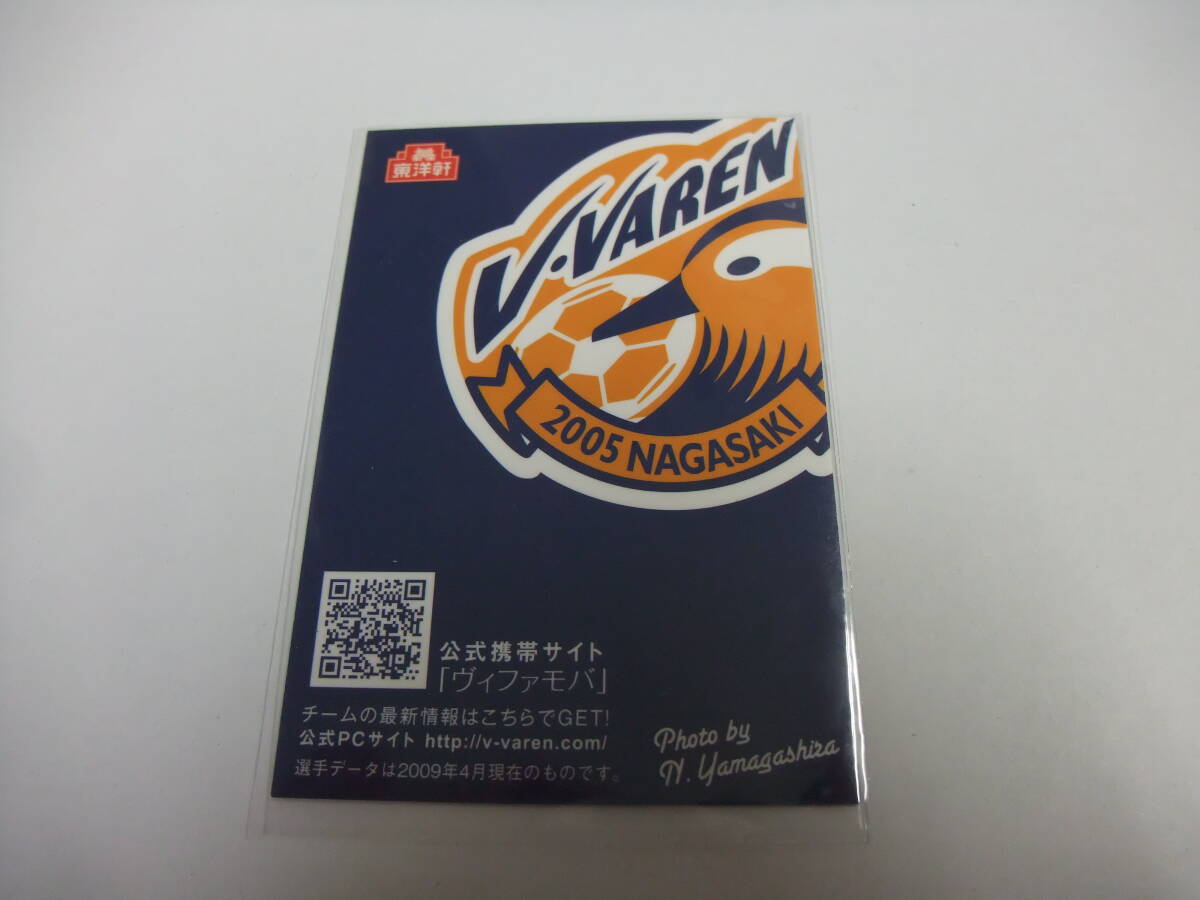 東洋軒
V・VAREN
2005 NAGASAKI
公式携帯サイト
「ヴィファモバ」
チームの最新情報はこちらでGET!
公式PCサイト http://v-varen.com/
選手データは2009年4月現在のものです。
Photo by
N. Yamagashira